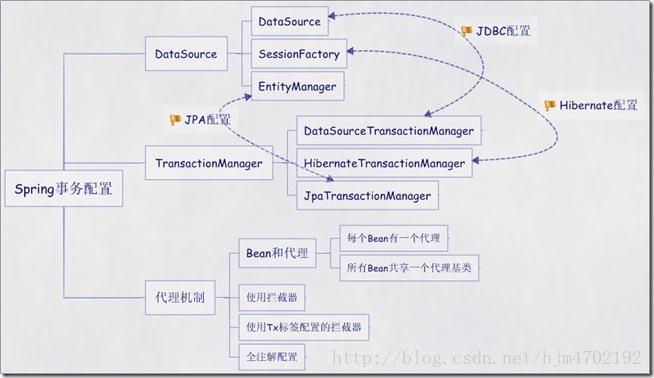 Spring事务配置
DataSource
DataSource
SessionFactory
EntityManager
JDBC配置
Hibernate配置
JPA配置
TransactionManager
DataSourceTransactionManager
HibernateTransactionManager
JpaTransactionManager
代理机制
Bean和代理
每个Bean有一个代理
所有Bean共享一个代理基类
使用拦截器
使用Tx标签配置的拦截器
全注解配置
http://blog.csdn.net/hjm4702192